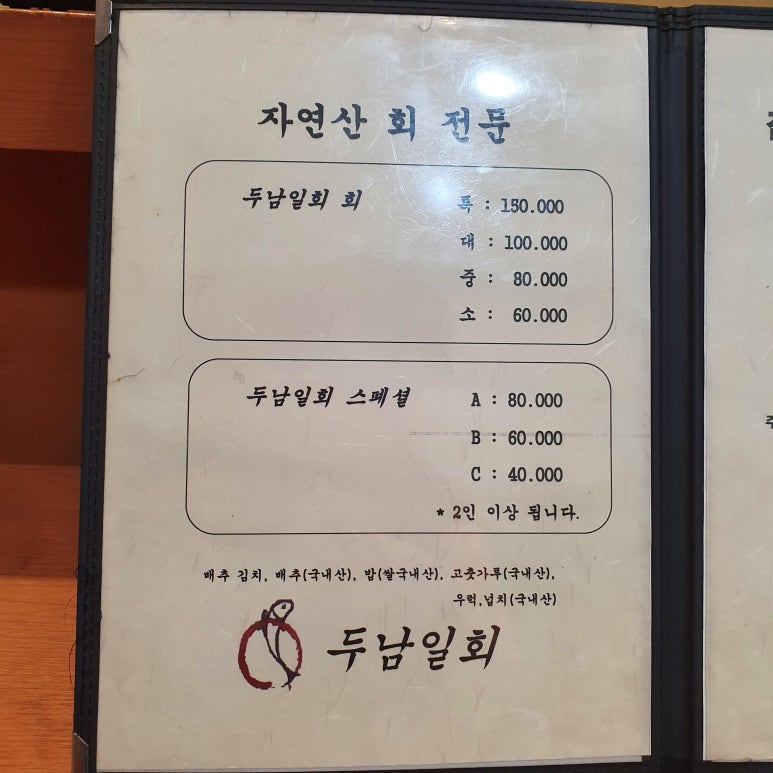 자연산 회 전문
두남일회 회 특 : 150.000
대 : 100.000
중 : 80.000
소 : 60.000
두남일회 스페셜 A : 80.000
B : 60.000
C : 40.000
* 2인 이상 됩니다.
배추 김치, 배추(국내산), 밥(쌀국내산), 고춧가루(국내산),
우럭,넙치(국내산)
두남일회